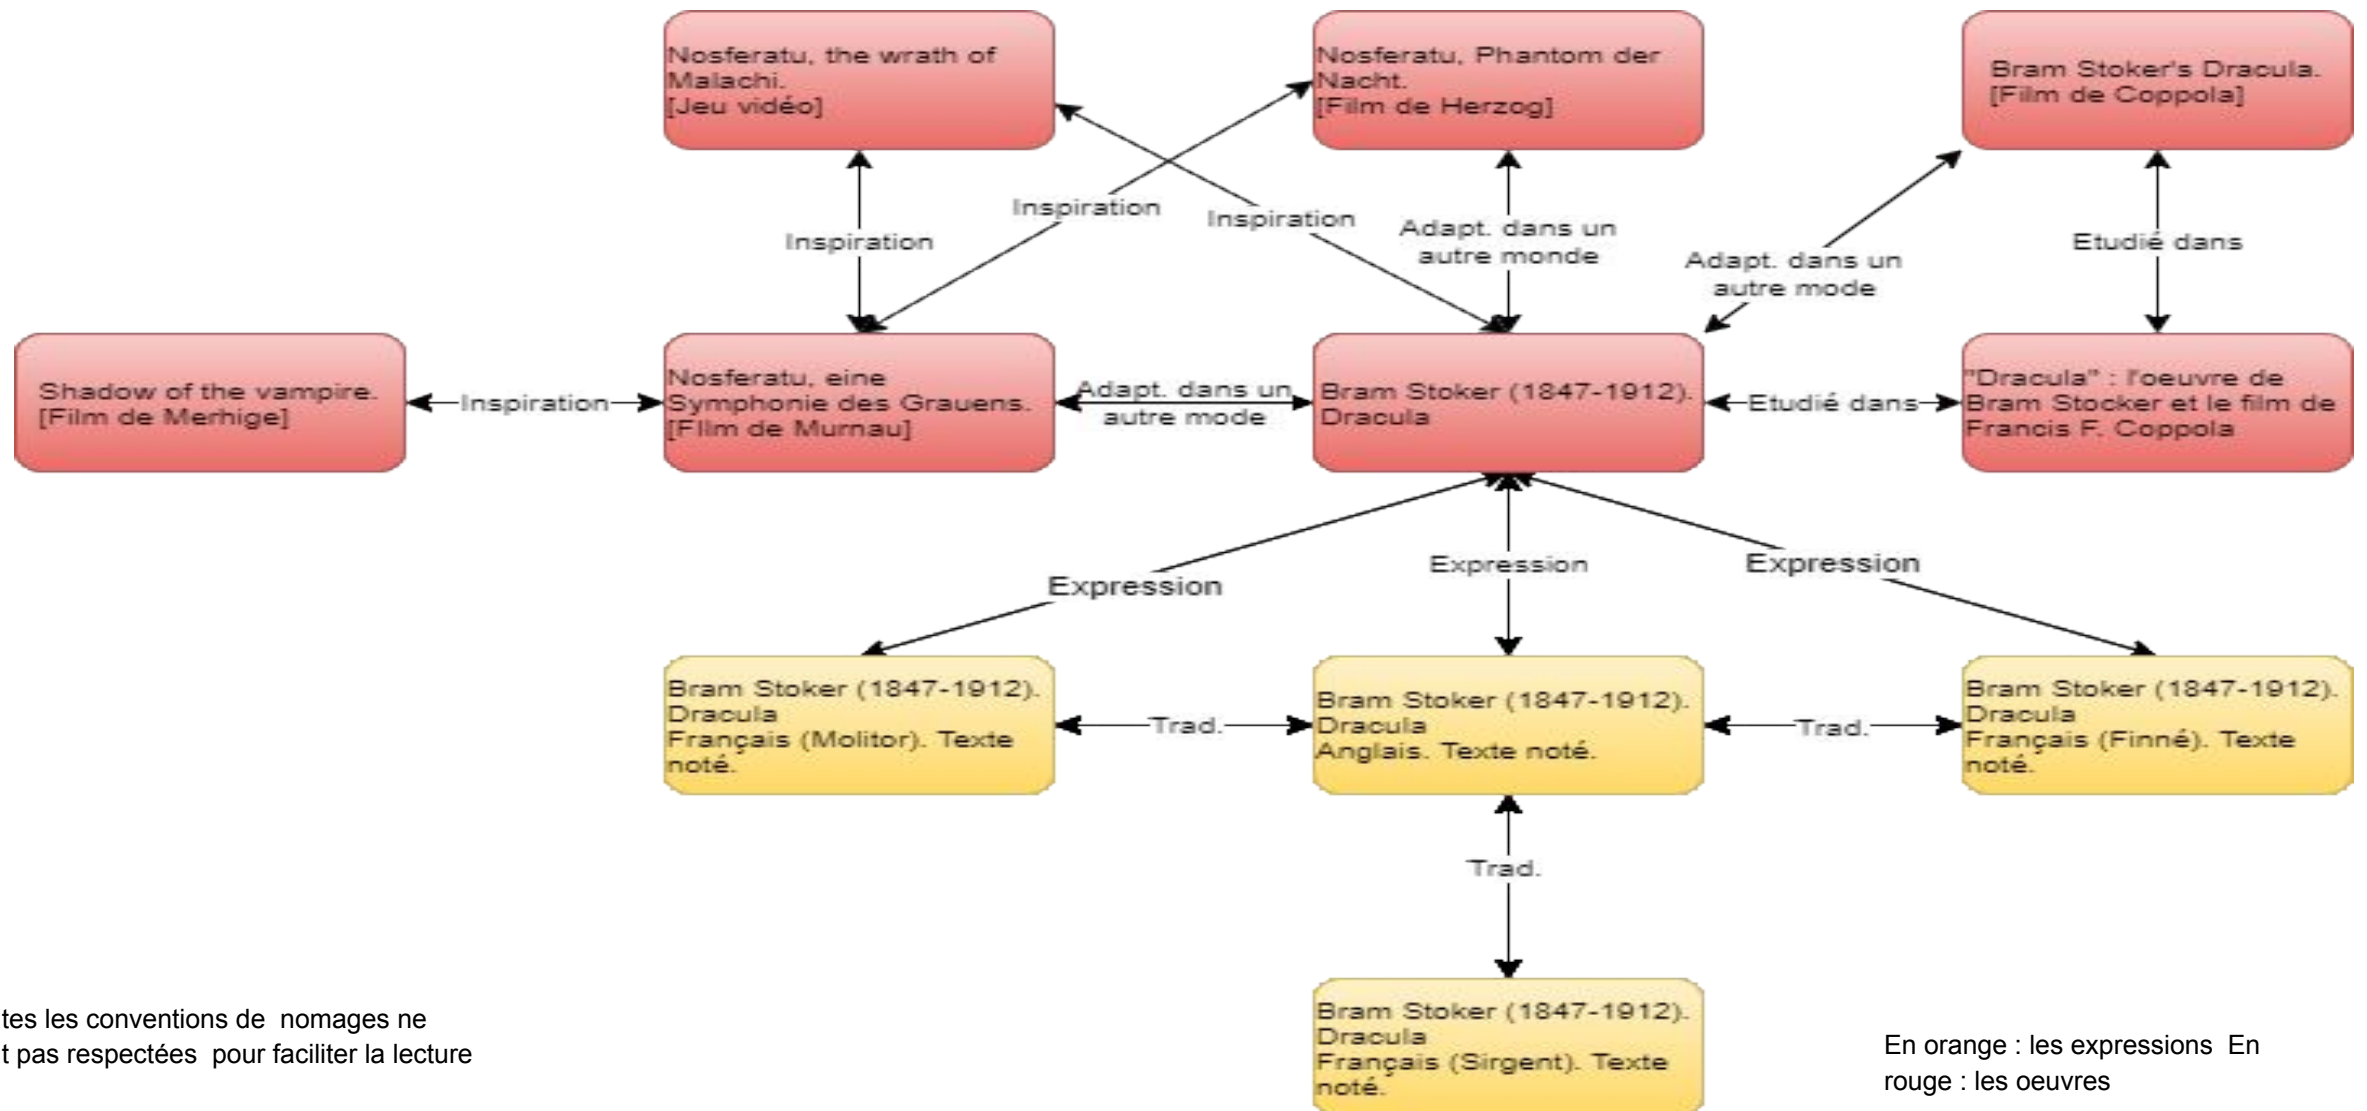 Nosferatu, the wrath of
Malachi.
[Jeu vidéo]
Nosferatu, Phantom der
Nacht.
[Film de Herzog]
Bram Stoker's Dracula.
[Film de Coppola]
Inspiration
Inspiration
Inspiration
Adapt. dans un
autre monde
Adapt. dans un
autre mode
Etudié dans
Shadow of the vampire.
[Film de Merhige]
Inspiration
Nosferatu, eine
Symphonie des Grauens.
[FIlm de Murnau]
Adapt. dans un
autre mode
Bram Stoker (1847-1912).
Dracula
Etudié dans
"Dracula" : l'oeuvre de
Bram Stocker et le film de
Francis F. Coppola
Expression
Expression
Expression
Bram Stoker (1847-1912).
Dracula
Français (Molitor). Texte
noté.
Trad.
Bram Stoker (1847-1912).
Dracula
Anglais. Texte noté.
Trad.
Bram Stoker (1847-1912).
Dracula
Français (Finné). Texte
noté.
Trad.
Bram Stoker (1847-1912).
Dracula
Français (Sirgent). Texte
noté.
tes les conventions de nomages ne
t pas respectées pour faciliter la lecture
En orange : les expressions En
rouge : les oeuvres